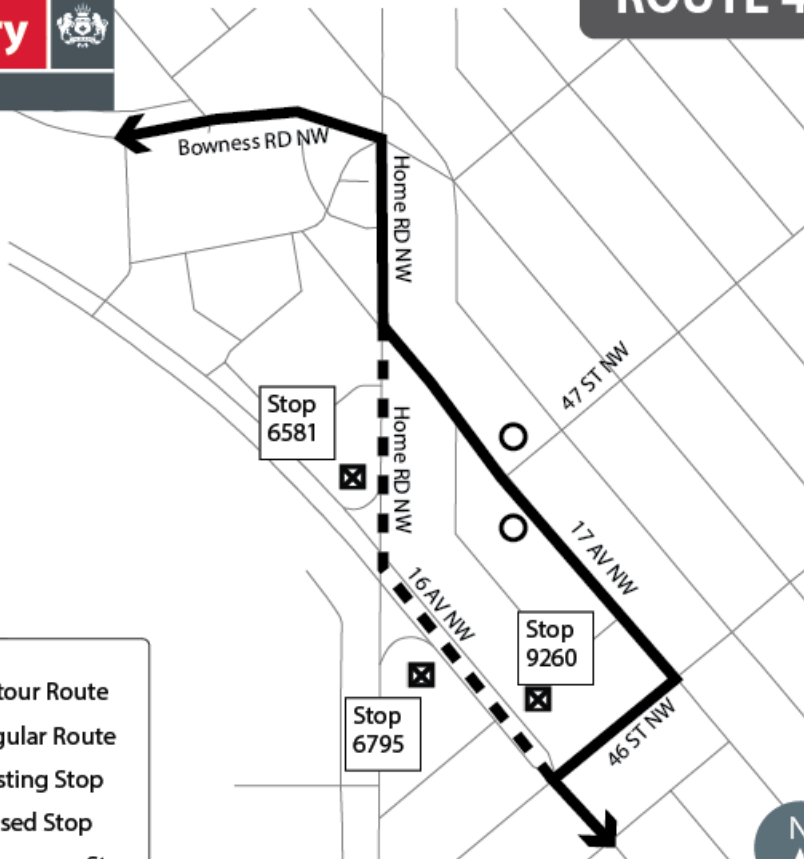 ry
ROUTE 4
Bowness RD NW
Home RD NW
47 ST NW
Stop
6581
Home RD NW
17 AV NW
16 AV NW
Stop
9260
Stop
6795
46 ST NW
tour Route
gular Route
sting Stop
sed Stop
N